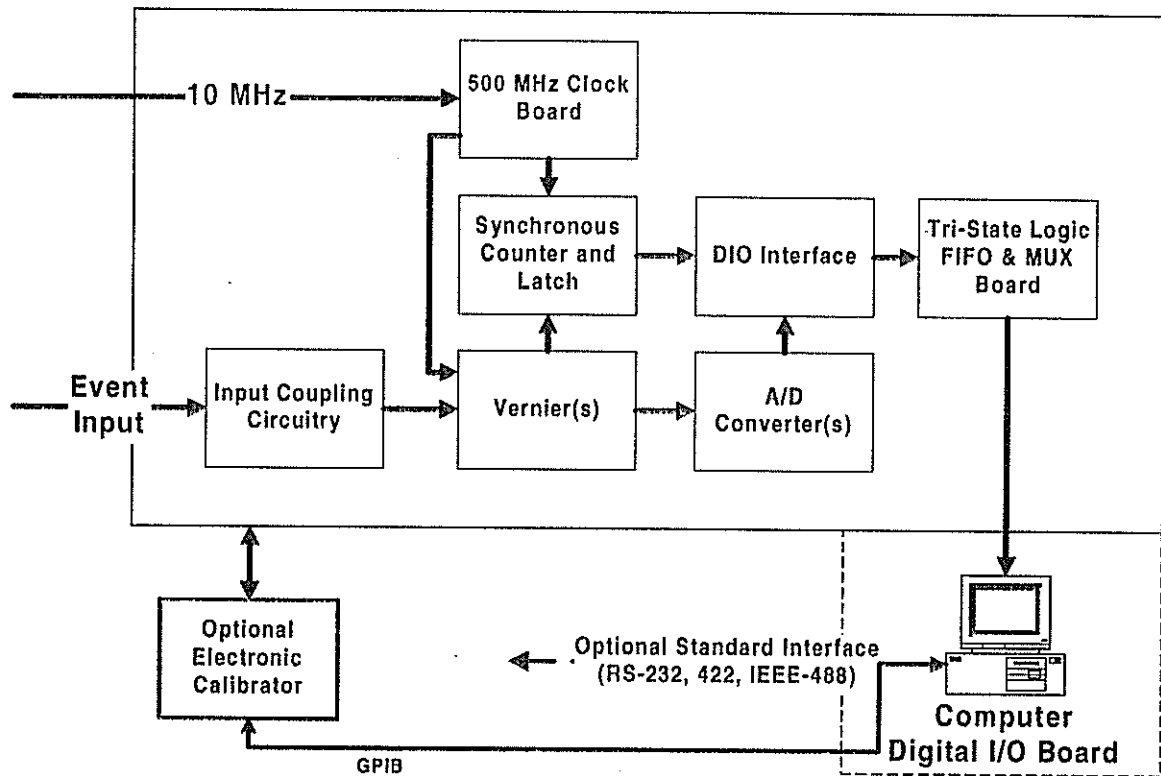 10 MHz
500 MHz Clock
Board
Synchronous
Counter and
Latch
DIO Interface
Tri-State Logic
FIFO & MUX
Board
Event
Input
Input Coupling
Circuitry
Vernier(s)
A/D
Converter(s)
Optional
Electronic
Calibrator
Optional Standard Interface
(RS-232, 422, IEEE-488)
Computer
Digital I/O Board
GPIB